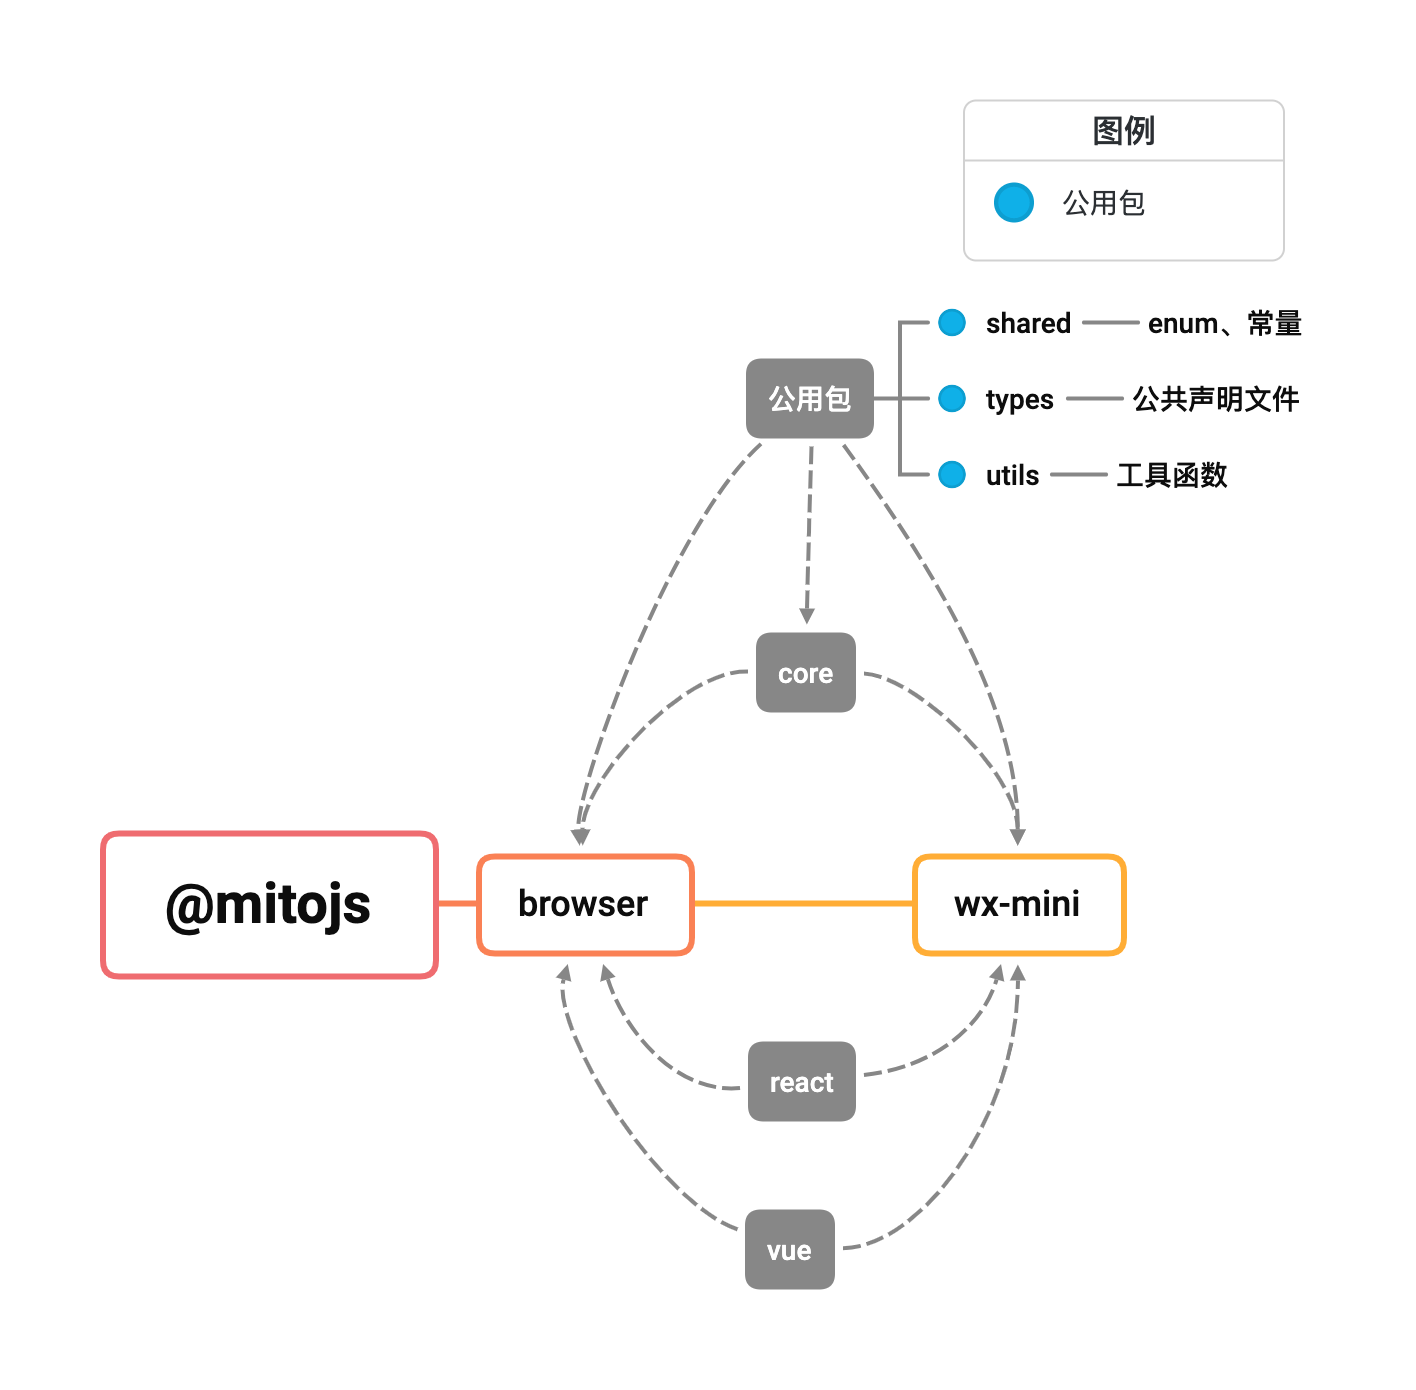 图例
公用包
shared
enum、常量
公用包
types
公共声明文件
utils
工具函数
core
@mitojs
browser
wx-mini
react
vue